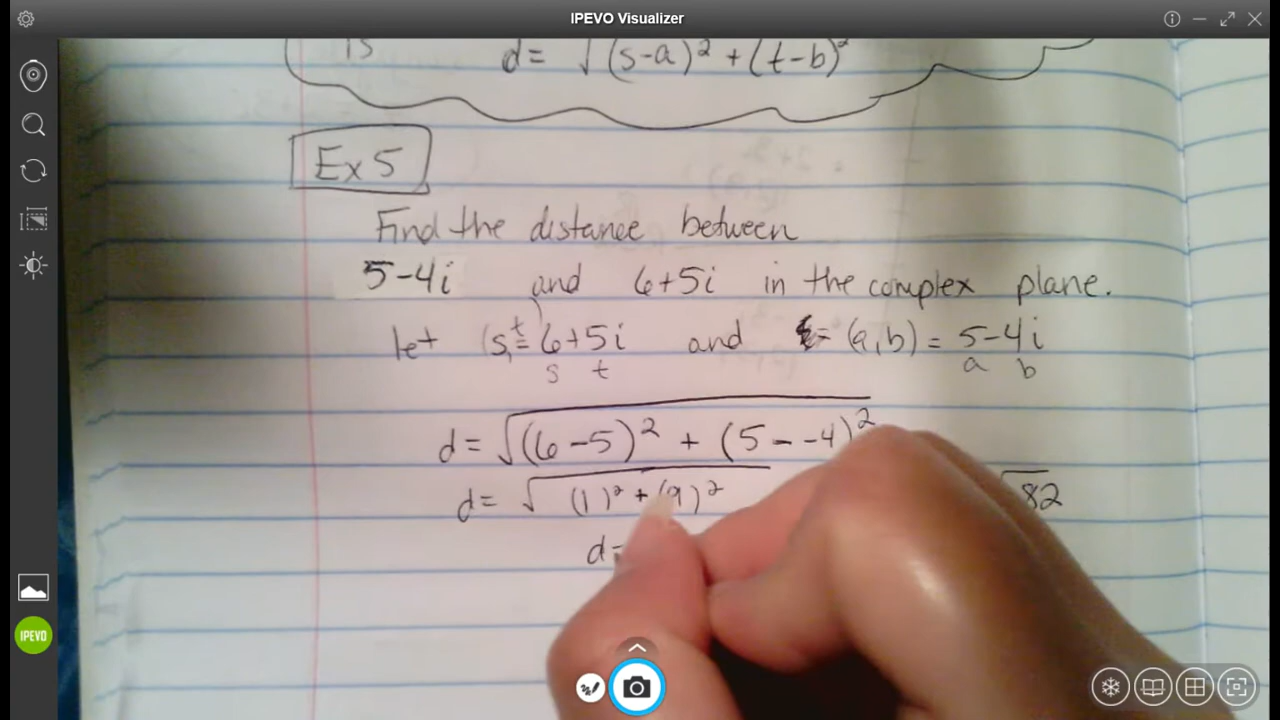 IPEVO Visualizer
is d = √(s-a)² + (t-b)²
Ex 5
Find the distance between
5-4i and 6+5i in the complex plane.
let (s,t) = 6+5i and = (a,b) = 5-4i
s t a b
d = √(6-5)² + (5--4)²
d = √(1)² + (9)² √82
d =
IPEVO